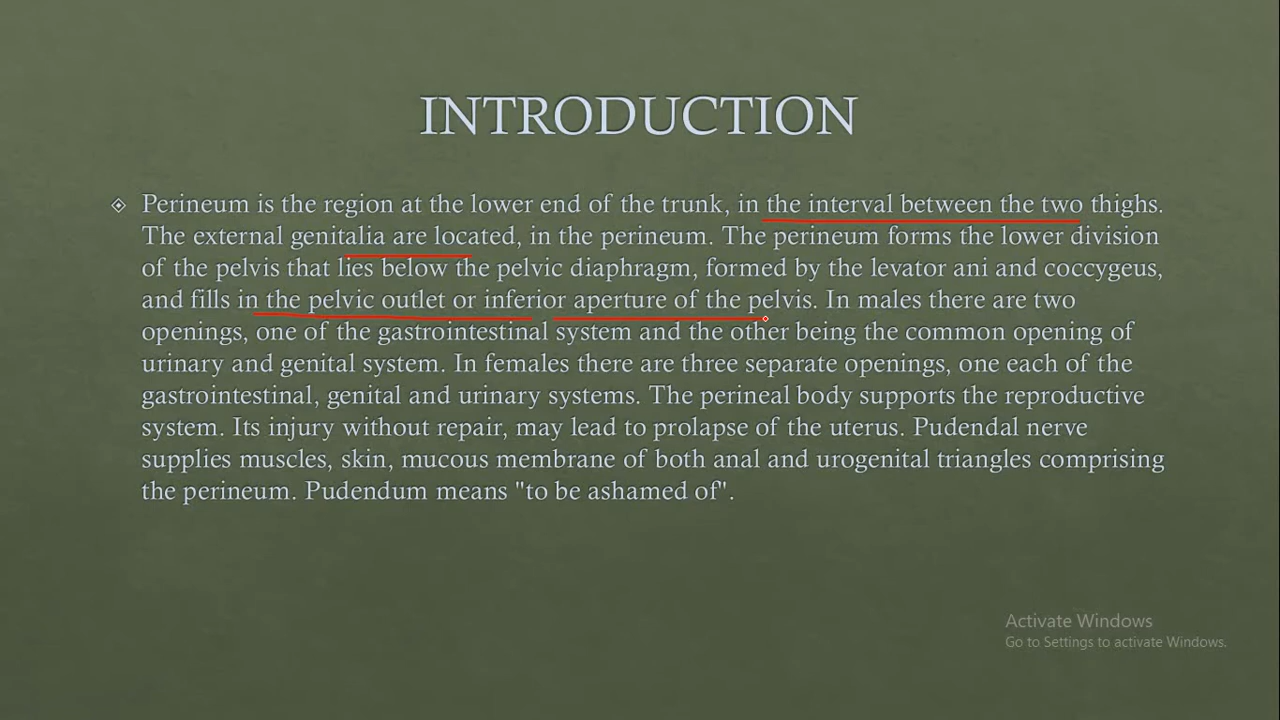 INTRODUCTION
Perineum is the region at the lower end of the trunk, in the interval between the two thighs.
The external genitalia are located, in the perineum. The perineum forms the lower division
of the pelvis that lies below the pelvic diaphragm, formed by the levator ani and coccygeus,
and fills in the pelvic outlet or inferior aperture of the pelvis. In males there are two
openings, one of the gastrointestinal system and the other being the common opening of
urinary and genital system. In females there are three separate openings, one each of the
gastrointestinal, genital and urinary systems. The perineal body supports the reproductive
system. Its injury without repair, may lead to prolapse of the uterus. Pudendal nerve
supplies muscles, skin, mucous membrane of both anal and urogenital triangles comprising
the perineum. Pudendum means "to be ashamed of".
Activate Windows
Go to Settings to activate Windows.